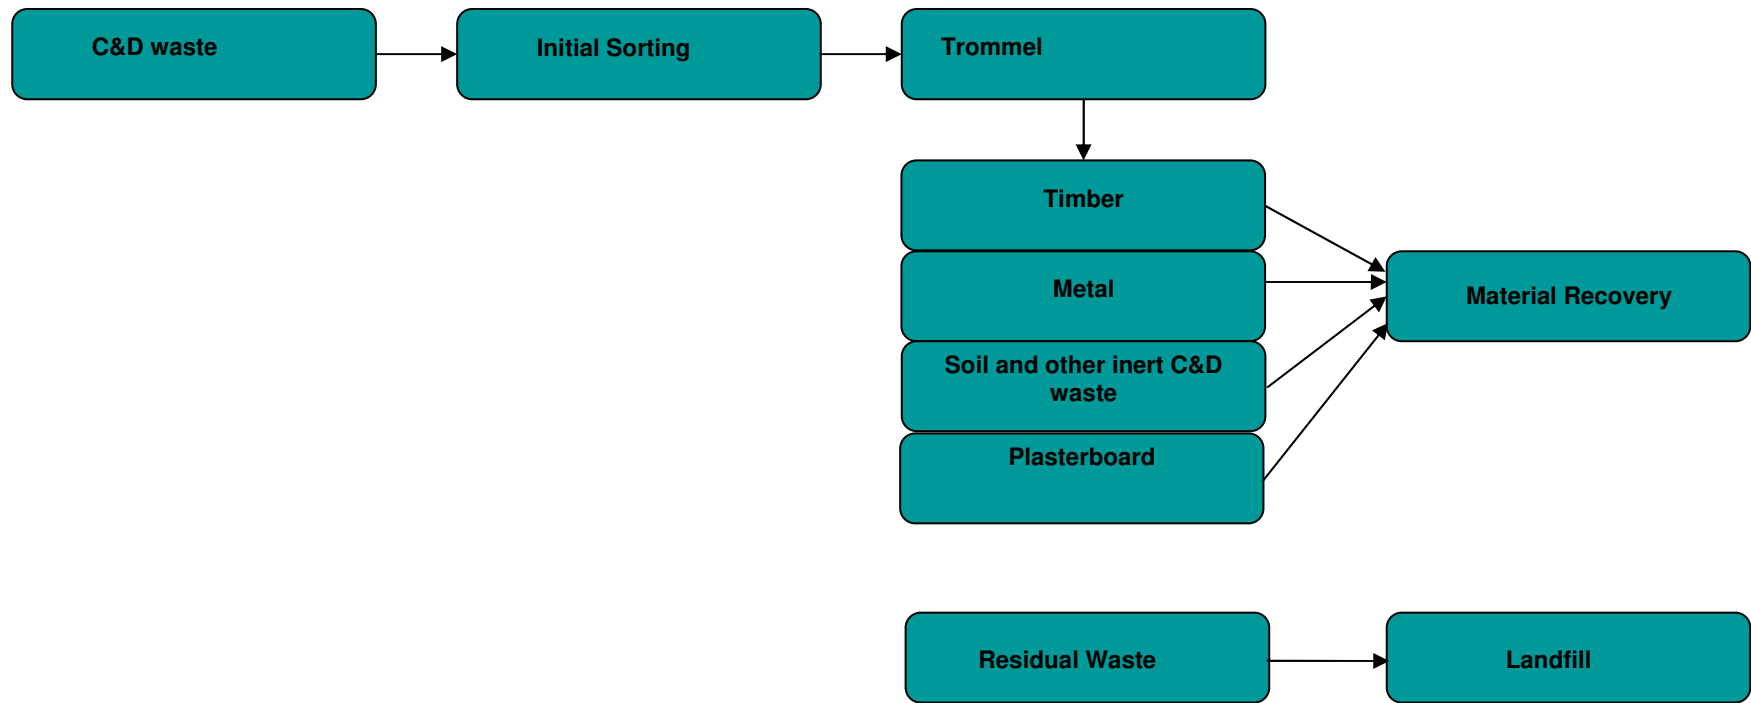 C&D waste
Initial Sorting
Trommel
Timber
Metal
Soil and other inert C&D
waste
Plasterboard
Material Recovery
Residual Waste
Landfill